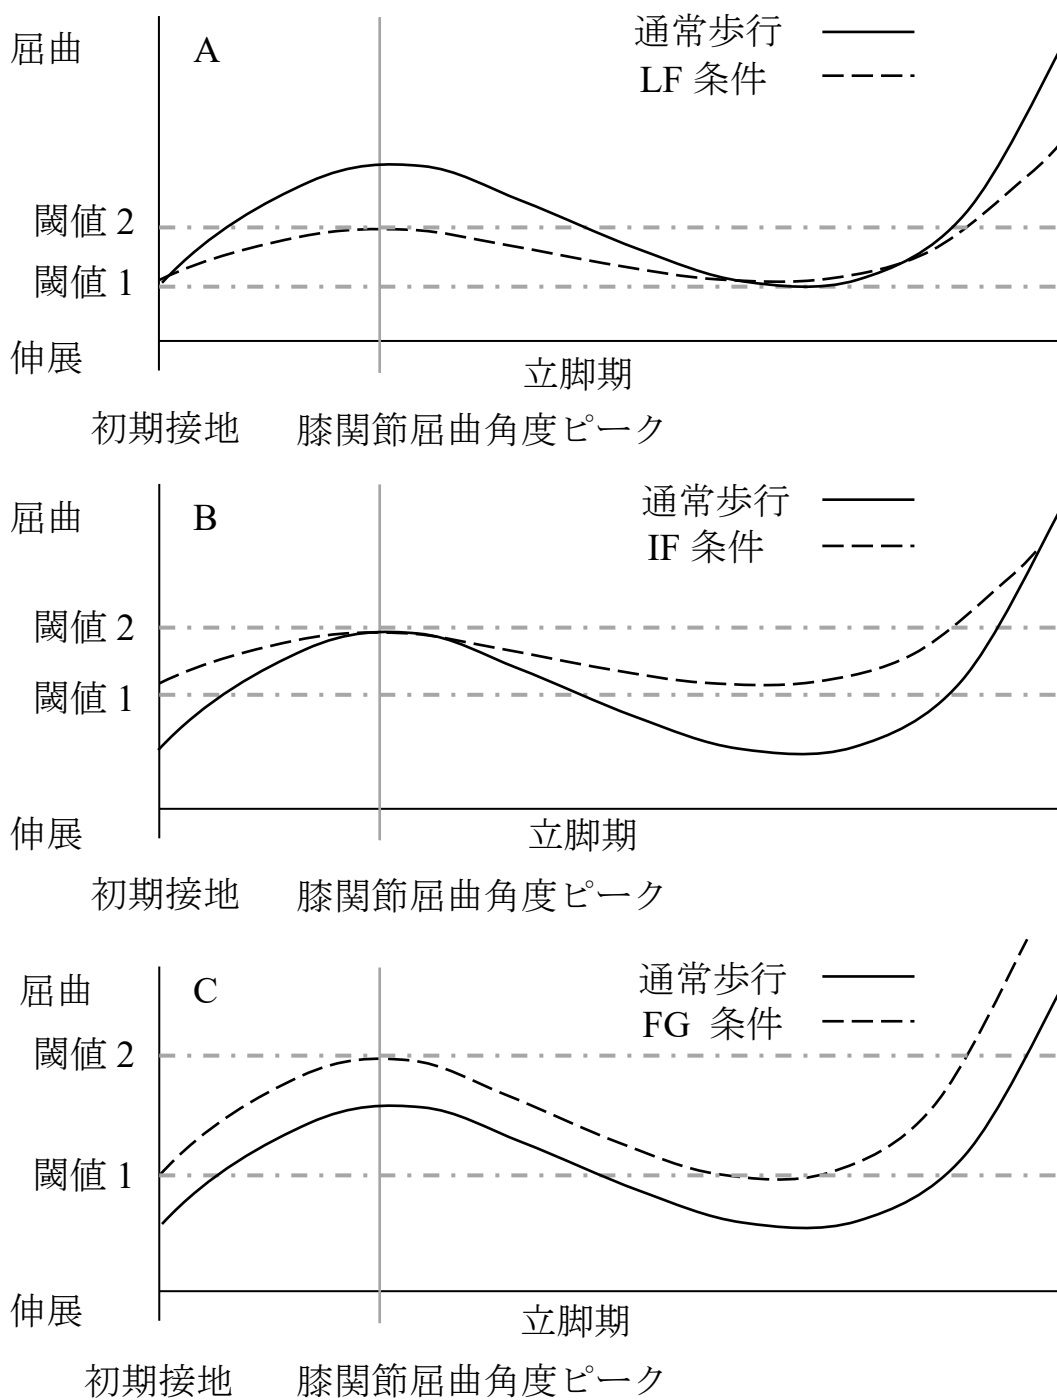 屈曲
A
通常歩行
LF 条件
閾値 2
閾値 1
伸展
立脚期
初期接地 膝関節屈曲角度ピーク
屈曲
B
通常歩行
IF 条件
閾値 2
閾値 1
伸展
立脚期
初期接地 膝関節屈曲角度ピーク
屈曲
C
通常歩行
FG 条件
閾値 2
閾値 1
伸展
立脚期
初期接地 膝関節屈曲角度ピーク